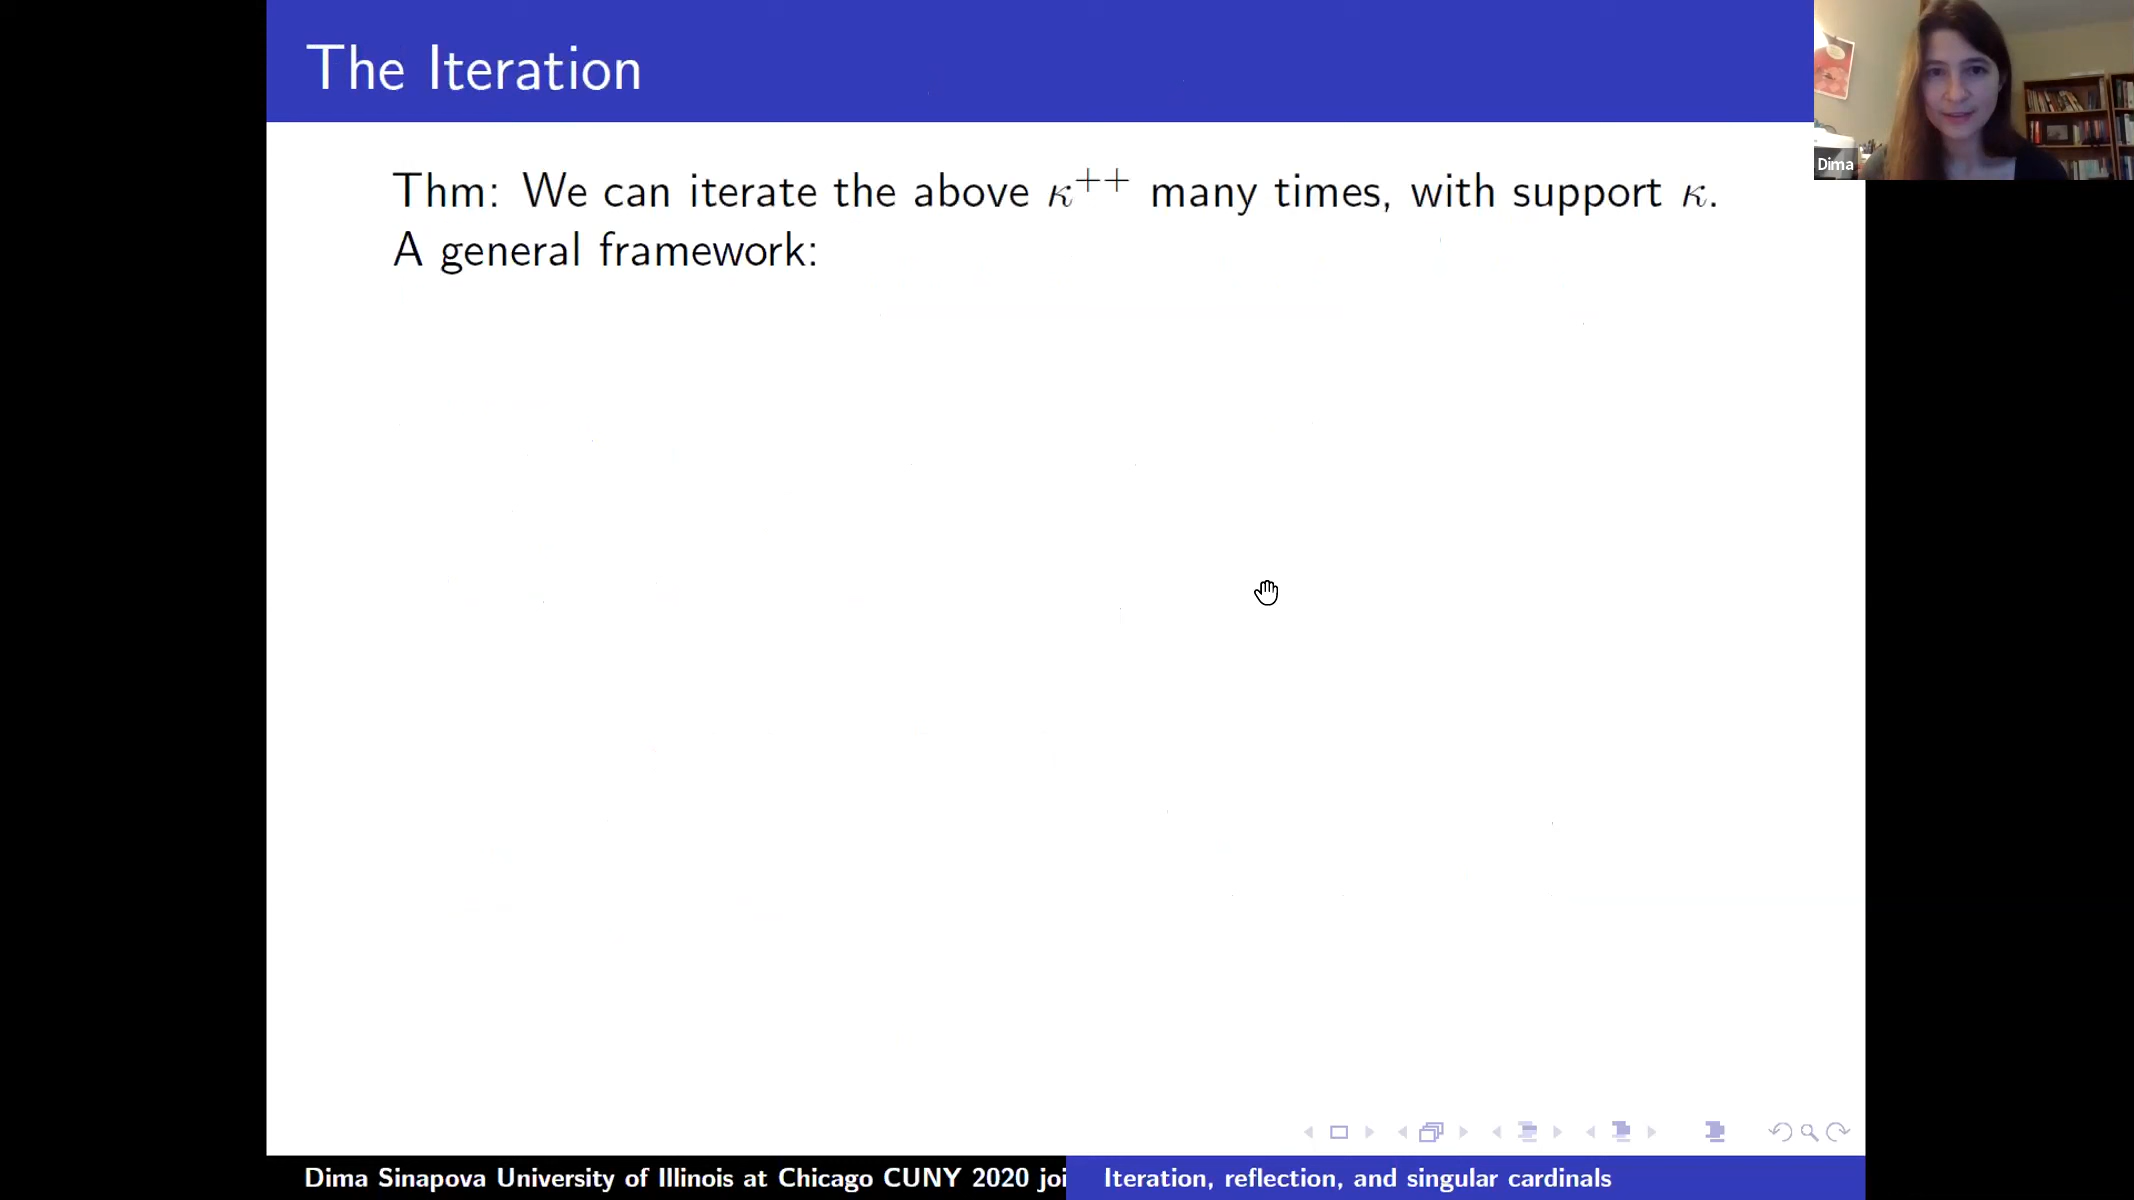 The Iteration
Dima
Thm: We can iterate the above κ⁺⁺ many times, with support κ.
A general framework:
Dima Sinapova University of Illinois at Chicago CUNY 2020 joi
Iteration, reflection, and singular cardinals